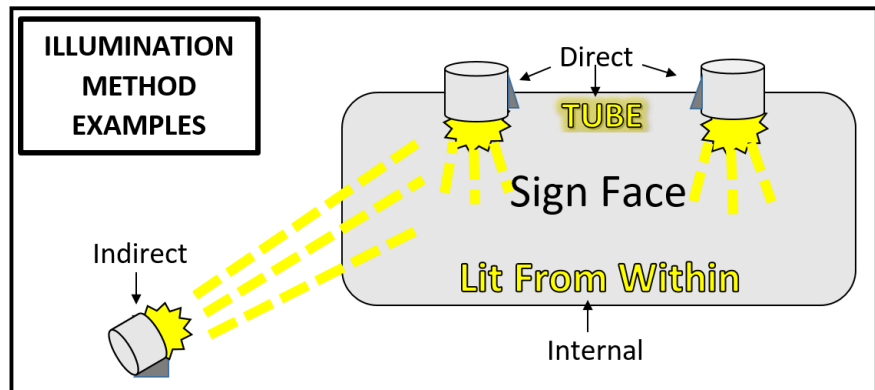 ILLUMINATION
METHOD
EXAMPLES
Direct
TUBE
Sign Face
Indirect
Lit From Within
Internal